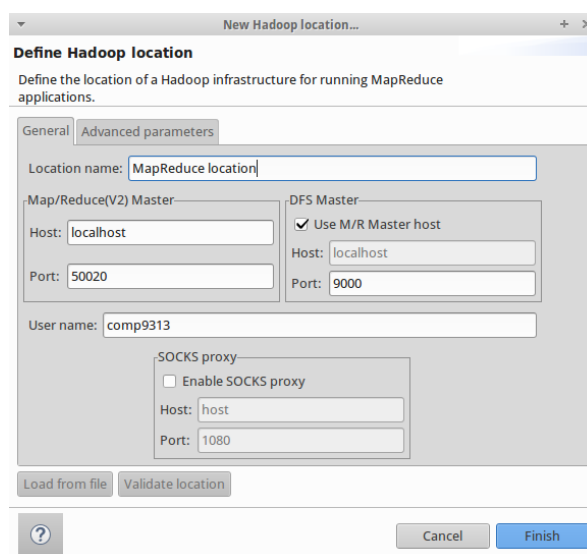 New Hadoop location...
Define Hadoop location
Define the location of a Hadoop infrastructure for running MapReduce
applications.
General Advanced parameters
Location name: MapReduce location
Map/Reduce(V2) Master
Host: localhost
Port: 50020
DFS Master
Use M/R Master host
Host: localhost
Port: 9000
User name: comp9313
SOCKS proxy
Enable SOCKS proxy
Host: host
Port: 1080
Load from file Validate location
? Cancel Finish